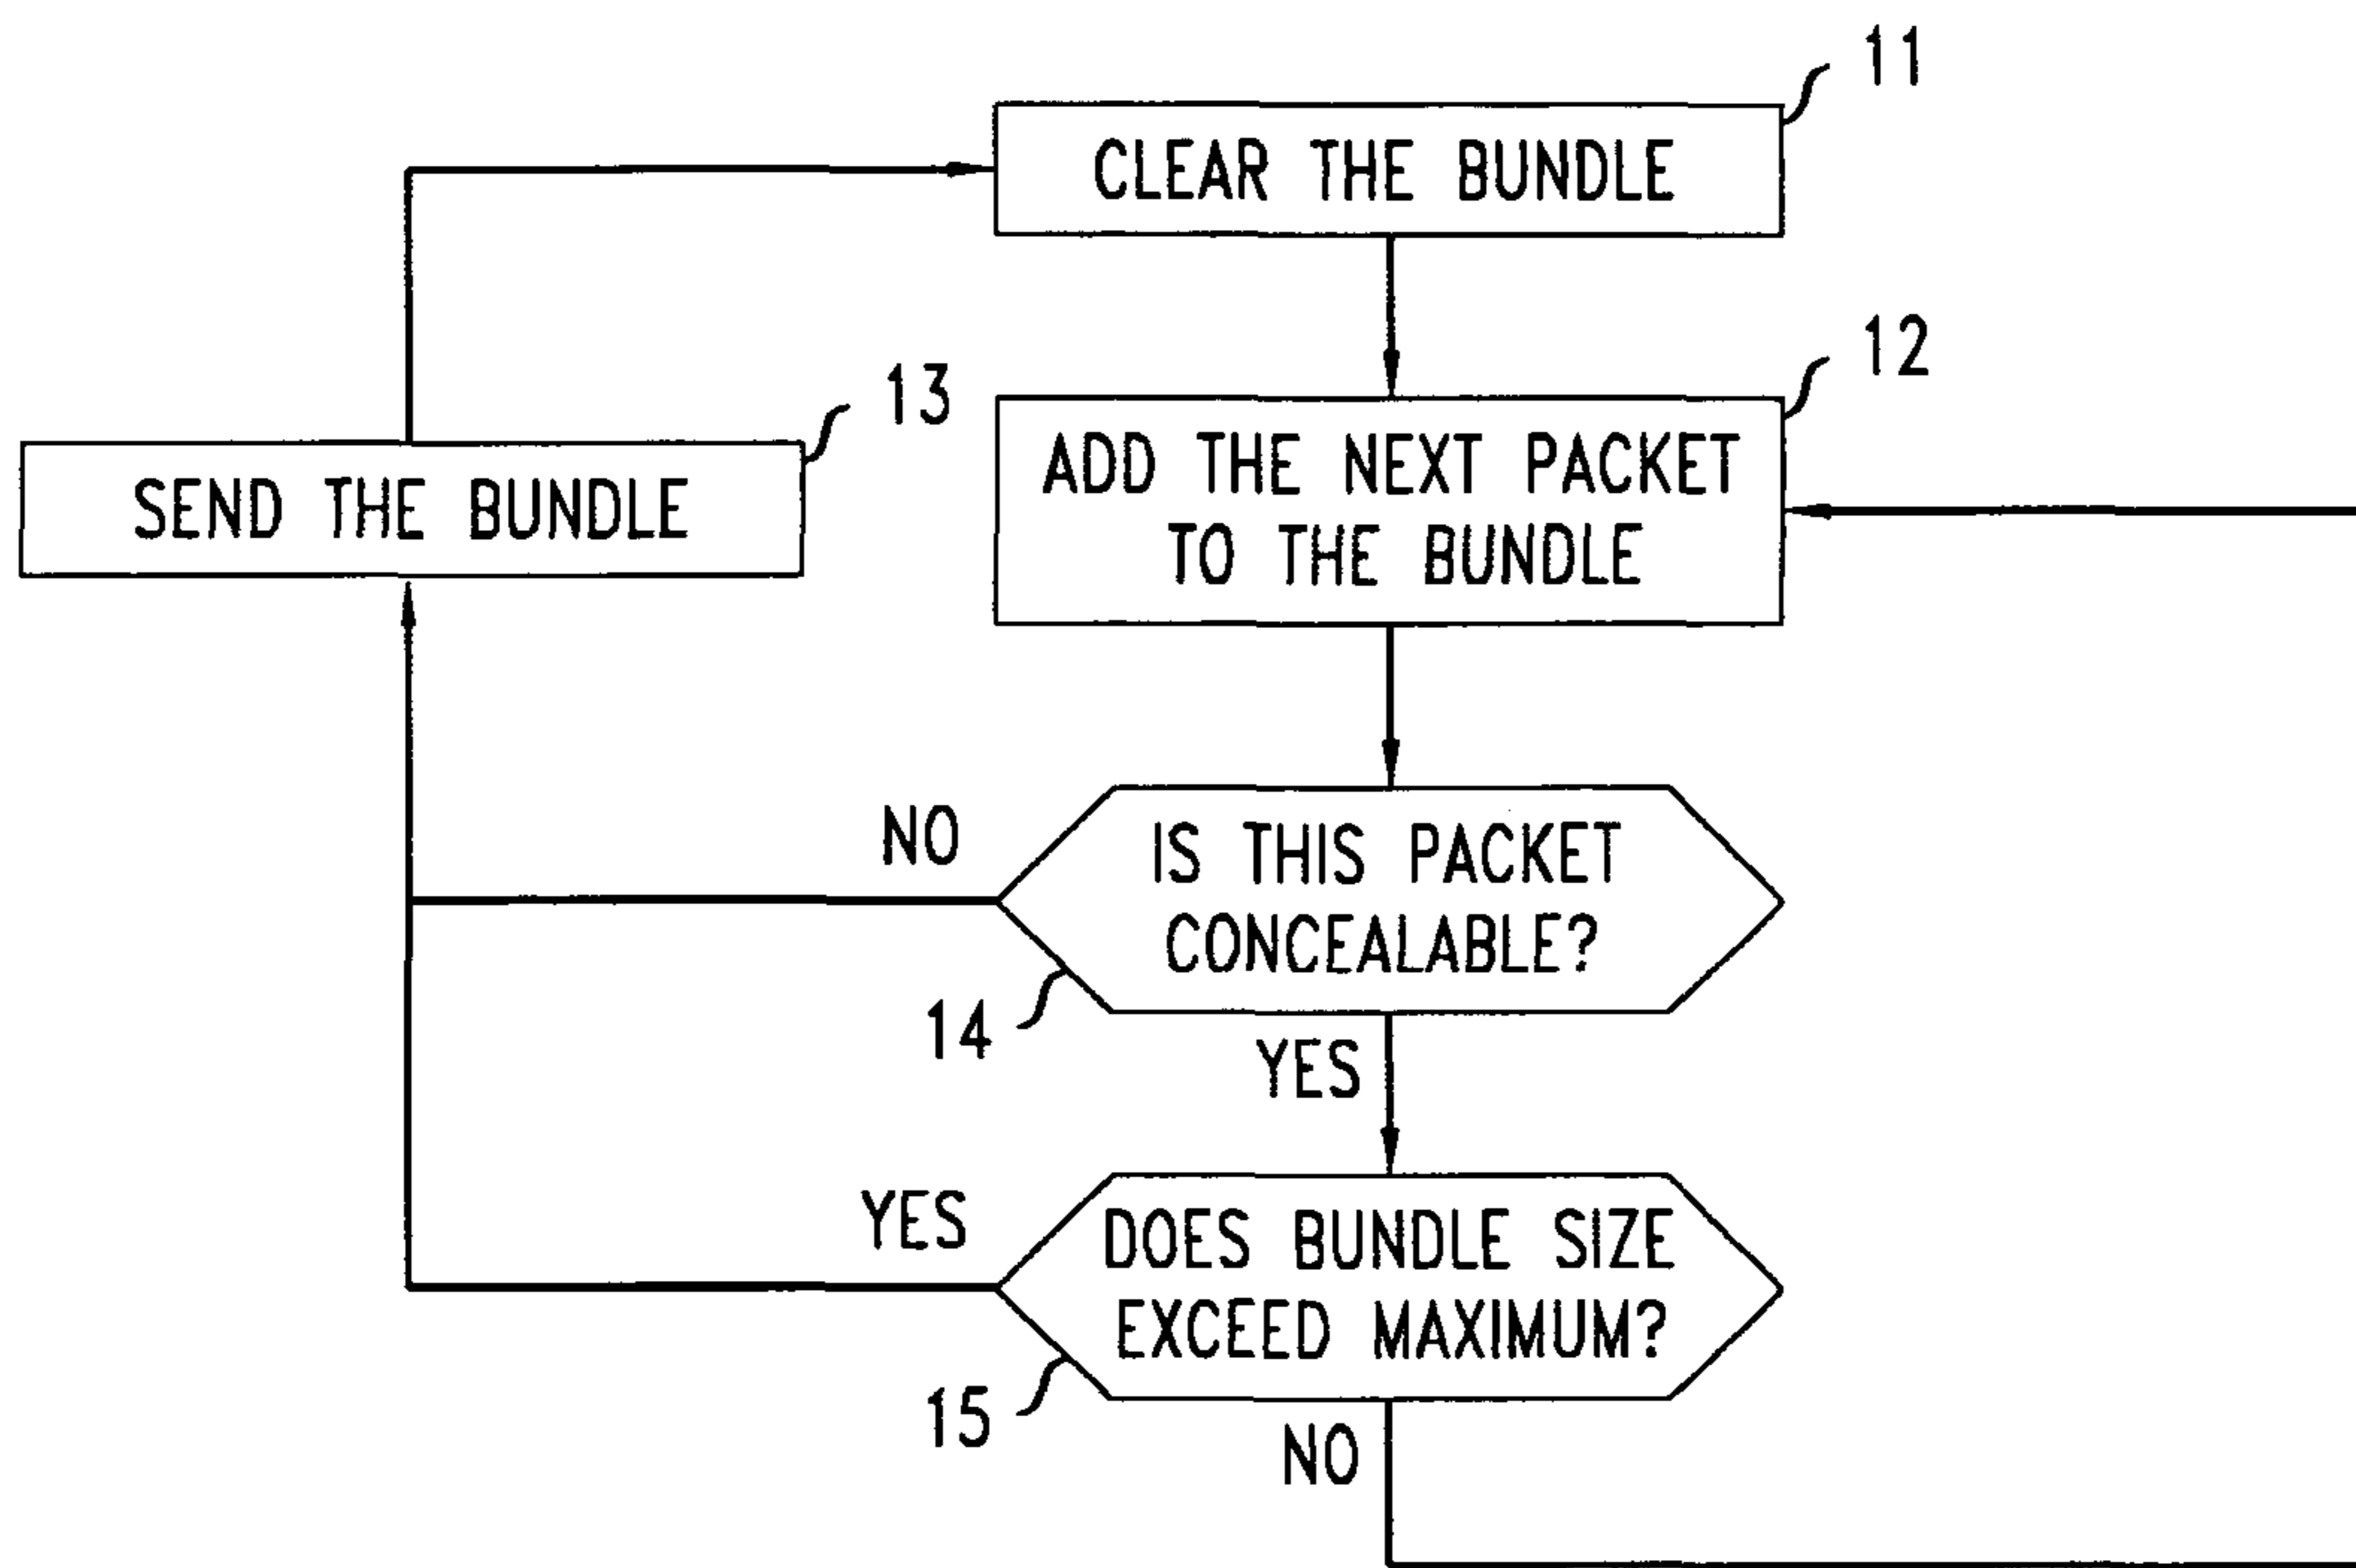 11
CLEAR THE BUNDLE
12
13
ADD THE NEXT PACKET
TO THE BUNDLE
SEND THE BUNDLE
NO
IS THIS PACKET
CONCEALABLE?
14
YES
YES
DOES BUNDLE SIZE
EXCEED MAXIMUM?
15
NO